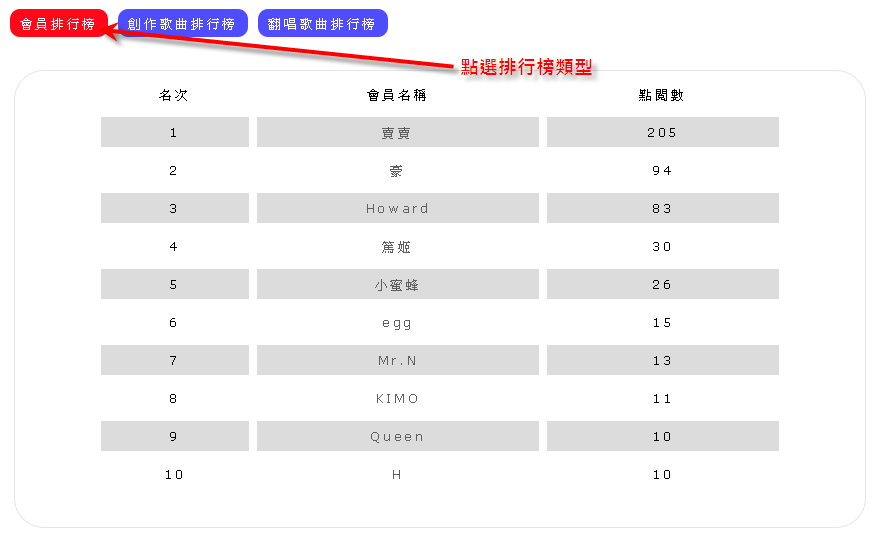 會員排行榜 創作歌曲排行榜 翻唱歌曲排行榜
點選排行榜類型
名次 會員名稱 點閱數
1 賣賣 205
2 豪 94
3 Howard 83
4 篤姬 30
5 小蜜蜂 26
6 egg 15
7 Mr.N 13
8 KIMO 11
9 Queen 10
10 H 10